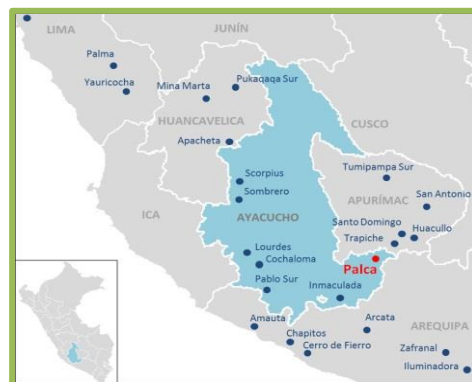 LIMA
JUNÍN
Palma
Yauricocha
Mina Marta
Pukaqaqa Sur
HUANCAVELICA
CUSCO
Apacheta
Tumipampa Sur
Scorpius
APURÍMAC
San Antonio
Sombrero
ICA
AYACUCHO
Santo Domingo
Huacullo
Trapiche
Lourdes
Cochaloma
Palca
Pablo Sur
Inmaculada
Amauta
Arcata
Chapitos
AREQUIPA
Cerro de Fierro
Zafranal
Iluminadora